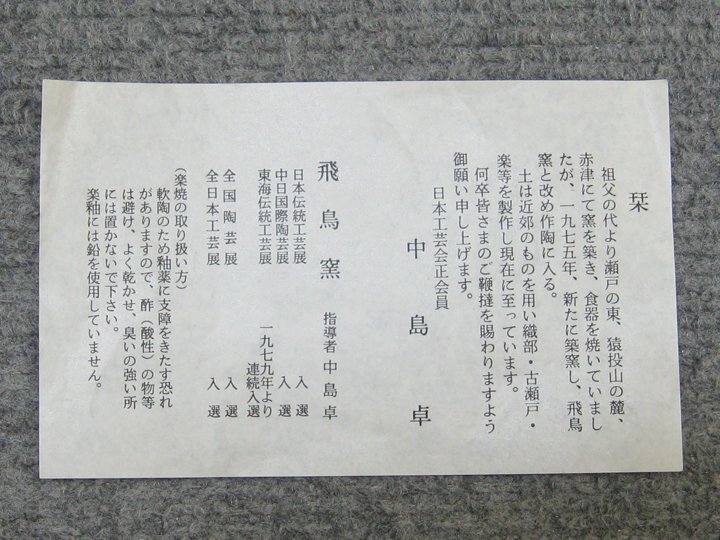 栞
祖父の代より瀬戸の東、猿投山の麓、
赤津にて窯を築き、食器を焼いていまし
たが、一九七五年、新たに築窯し、飛鳥
窯と改め作陶に入る。
土は近郊のものを用い織部・古瀬戸・
楽等を製作し現在に至っています。
何卒皆さまのご鞭撻を賜わりますよう
御願い申し上げます。
日本工芸会正会員
中島卓
飛鳥窯 指導者 中島卓
日本伝統工芸展 入選
中日国際陶芸展 入選
東海伝統工芸展 一九七九年より連続入選
全国陶芸展 入選
全日本工芸展 入選
（楽焼の取り扱い方）
軟陶のため釉薬に支障をきたす恐れ
がありますので、酢（酸性）の物等
は避け、よく乾かせ、臭いの強い所
には置かないで下さい。
楽釉には鉛を使用していません。